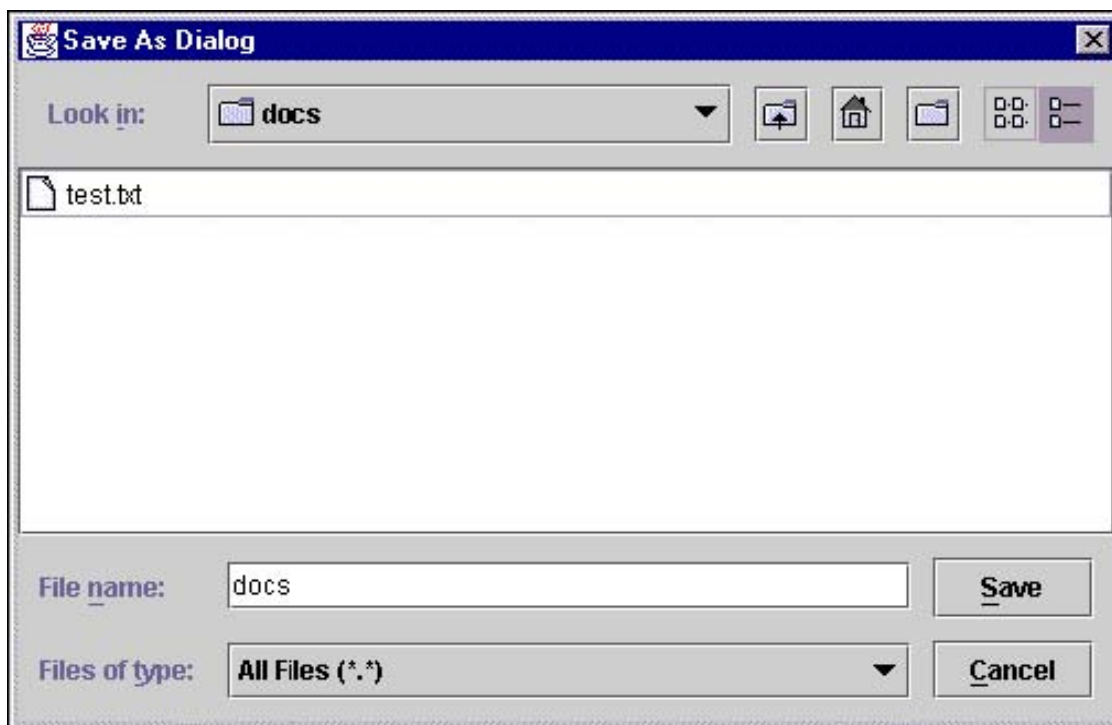 Save As Dialog
Look in: docs
test.txt
File name: docs Save
Files of type: All Files (*.*) Cancel